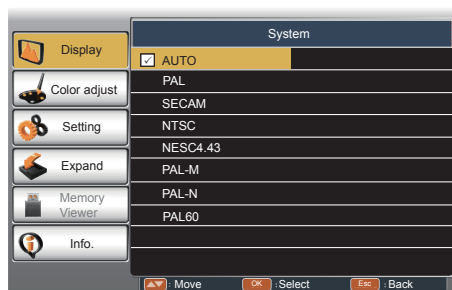 System
Display
Color adjust
Setting
Expand
Memory
Viewer
Info.
AUTO
PAL
SECAM
NTSC
NESC4.43
PAL-M
PAL-N
PAL60
: Move OK : Select Esc : Back